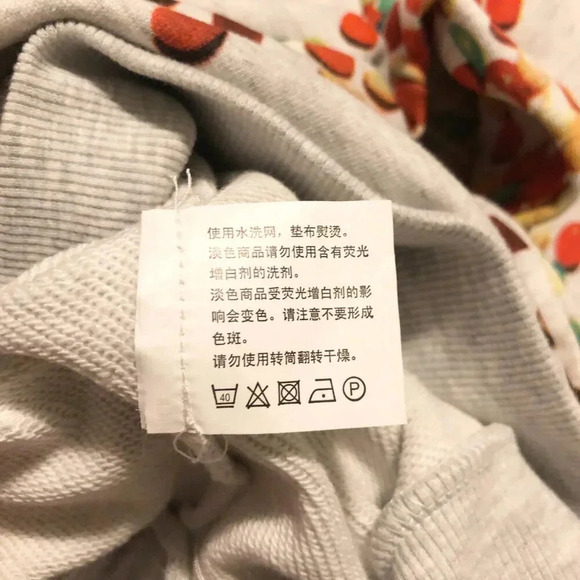 使用水洗网，垫布熨烫。
淡色商品请勿使用含有荧光
增白剂的洗剂。
淡色商品受荧光增白剂的影
响会变色。请注意不要形成
色斑。
请勿使用转筒翻转干燥。
40 P